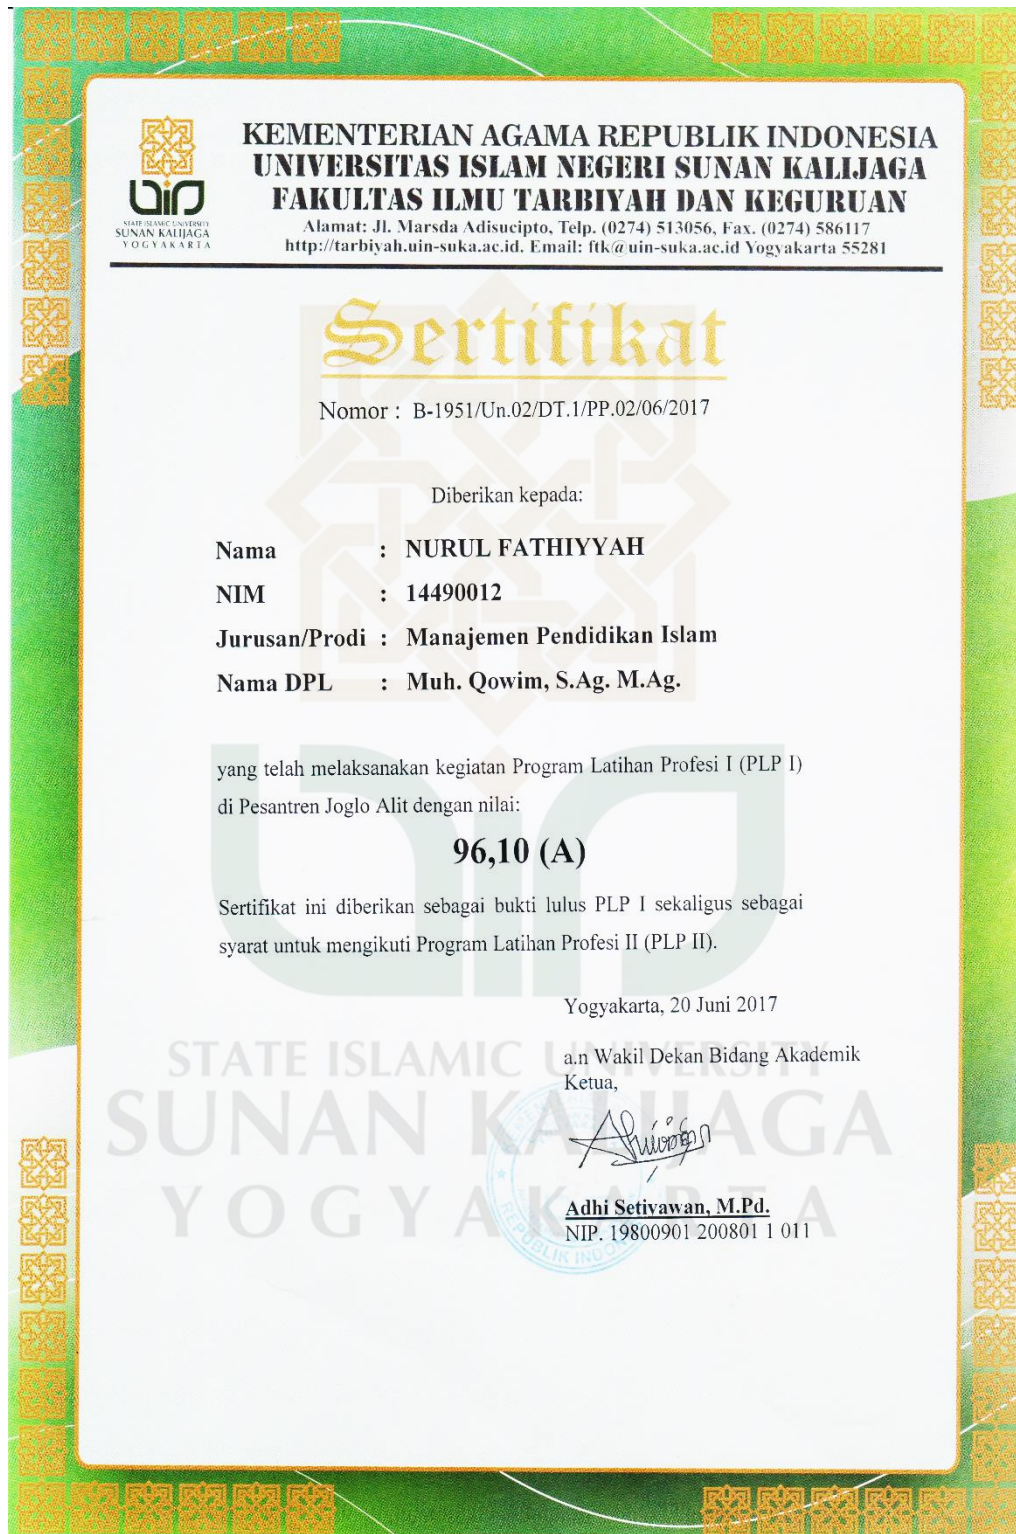 KEMENTERIAN AGAMA REPUBLIK INDONESIA
UNIVERSITAS ISLAM NEGERI SUNAN KALIJAGA
FAKULTAS ILMU TARBIYAH DAN KEGURUAN
Alamat: Jl. Marsda Adisucipto, Telp. (0274) 513056, Fax. (0274) 586117
http://tarbiyah.uin-suka.ac.id. Email: ftk@uin-suka.ac.id Yogyakarta 55281
uin
STATE ISLAMIC UNIVERSITY
SUNAN KALIJAGA
YOGYAKARTA
Sertifikat
Nomor : B-1951/Un.02/DT.1/PP.02/06/2017
Diberikan kepada:
Nama : NURUL FATHIYYAH
NIM : 14490012
Jurusan/Prodi : Manajemen Pendidikan Islam
Nama DPL : Muh. Qowim, S.Ag. M.Ag.
yang telah melaksanakan kegiatan Program Latihan Profesi I (PLP I)
di Pesantren Joglo Alit dengan nilai:
96,10 (A)
Sertifikat ini diberikan sebagai bukti lulus PLP I sekaligus sebagai
syarat untuk mengikuti Program Latihan Profesi II (PLP II).
Yogyakarta, 20 Juni 2017
a.n Wakil Dekan Bidang Akademik
Ketua,
Adhi Setiyawan, M.Pd.
NIP. 19800901 200801 1 011
uin
STATE ISLAMIC UNIVERSITY
SUNAN KALIJAGA
YOGYAKARTA
REPUBLIK INDONESIA